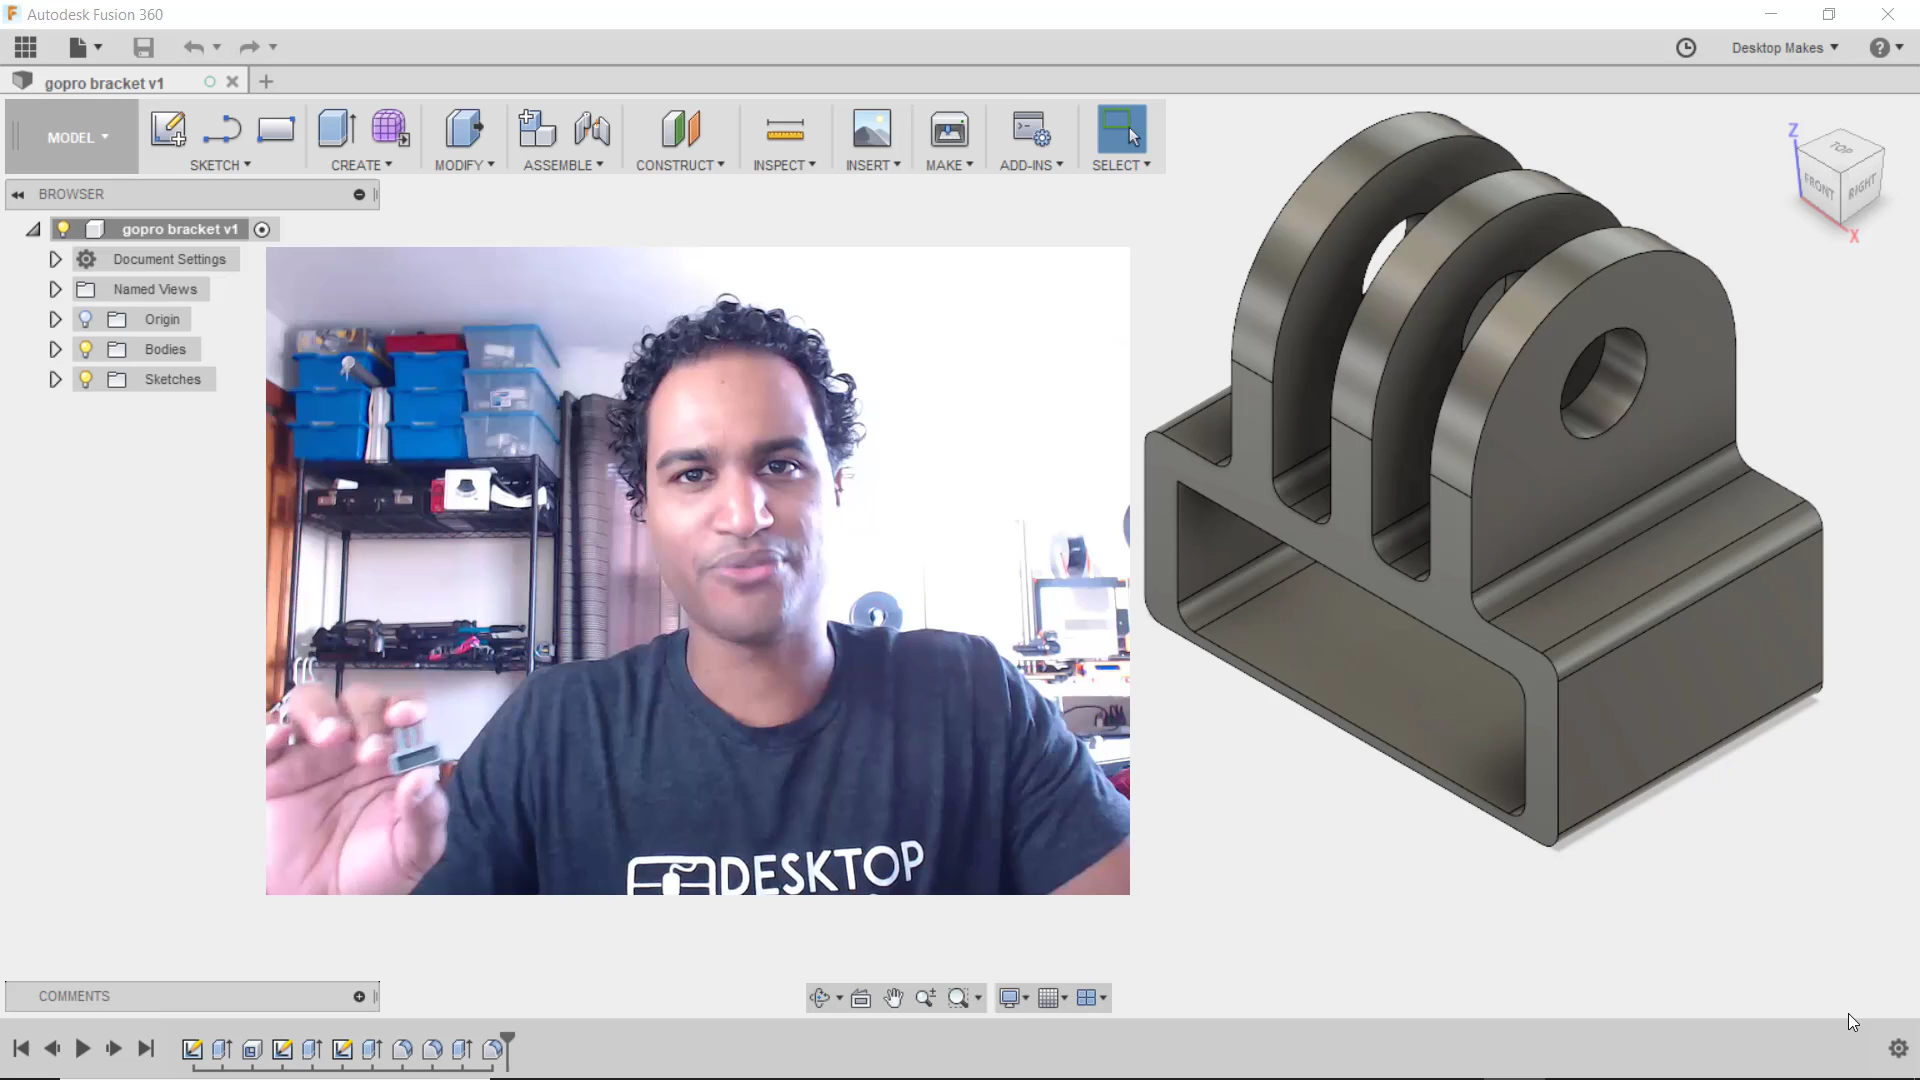 Autodesk Fusion 360
Desktop Makes
gopro bracket v1
MODEL
SKETCH
CREATE
MODIFY
ASSEMBLE
CONSTRUCT
INSPECT
INSERT
MAKE
ADD-INS
SELECT
Z
TOP
FRONT
RIGHT
X
BROWSER
gopro bracket v1
Document Settings
Named Views
Origin
Bodies
Sketches
DESKTOP
COMMENTS